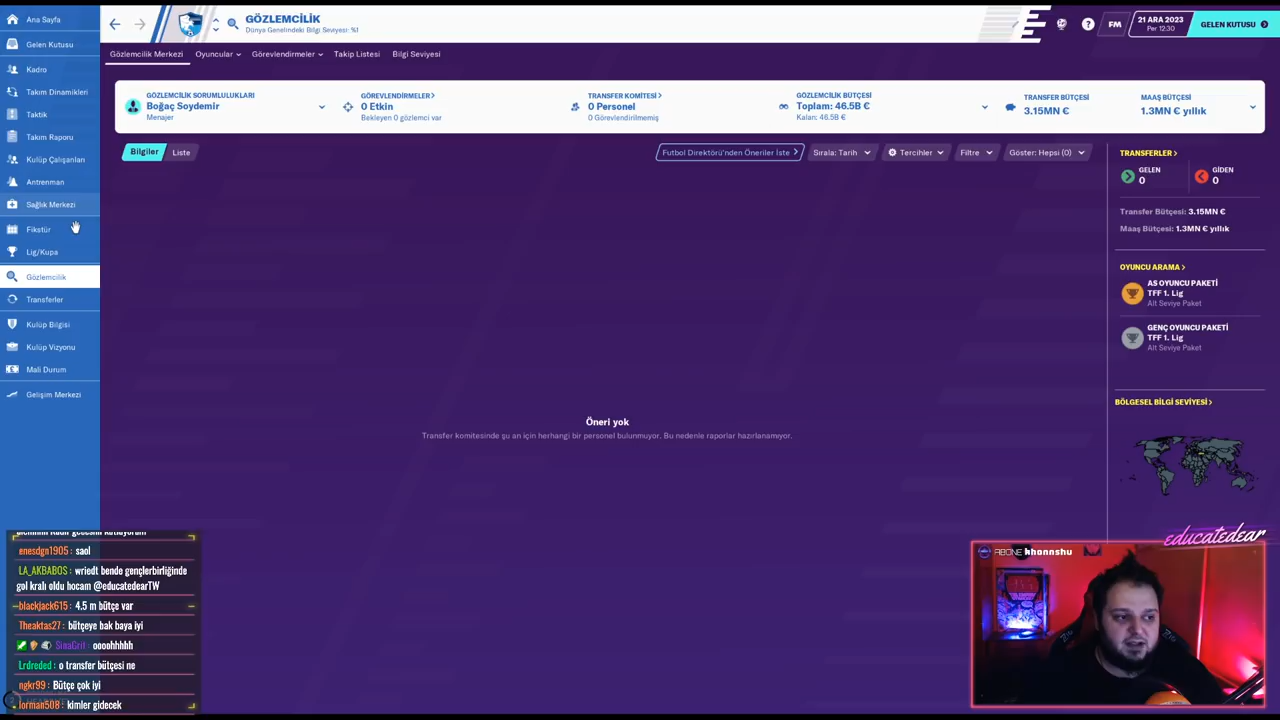 Ana Sayfa
Gelen Kutusu
Kadro
Takım Dinamikleri
Taktik
Takım Raporu
Kulüp Çalışanları
Antrenman
Sağlık Merkezi
Fikstür
Lig/Kupa
Gözlemcilik
Transferler
Kulüp Bilgisi
Kulüp Vizyonu
Mali Durum
Gelişim Merkezi
GÖZLEMCİLİK
Dünya Genelindeki Bilgi Seviyesi: %1
FM
21 ARA 2023
Per 12:30
GELEN KUTUSU
Gözlemcilik Merkezi
Oyuncular
Görevlendirmeler
Takip Listesi
Bilgi Seviyesi
GÖZLEMCİLİK SORUMLULUKLARI
Boğaç Soydemir
Menajer
GÖREVLENDİRMELER>
0 Etkin
Bekleyen 0 gözlemci var
TRANSFER KOMİTESİ>
0 Personel
0 Görevlendirilmemiş
GÖZLEMCİLİK BÜTÇESİ
Toplam: 46.5B €
Kalan: 46.5B €
TRANSFER BÜTÇESİ
3.15MN €
MAAŞ BÜTÇESİ
1.3MN € yıllık
Bilgiler
Liste
Futbol Direktörü'nden Öneriler İste >
Sırala: Tarih
Tercihler
Filtre
Göster: Hepsi (0)
Öneri yok
Transfer komitesinde şu an için herhangi bir personel bulunmuyor. Bu nedenle raporlar hazırlanamıyor.
TRANSFERLER>
GELEN
0
GİDEN
0
Transfer Bütçesi: 3.15MN €
Maaş Bütçesi: 1.3MN € yıllık
OYUNCU ARAMA>
AS OYUNCU PAKETİ
TFF 1. Lig
Alt Seviye Paket
GENÇ OYUNCU PAKETİ
TFF 1. Lig
Alt Seviye Paket
BÖLGESEL BİLGİ SEVİYESİ>
enesdgn1905: saol
LA_AKBABOS: wriedt bende gençlerbirliğinde
gol kralı oldu hocam @educatedearTW
blackjack615: 4.5 m bütçe var
Theaktas27: bütçeye bak baya iyi
SinaGril: ooohhhhh
Lrdreded: o transfer bütçesi ne
ngkr99: Bütçe çok iyi
lorman508: kimler gidecek
educatedear
ABONE khonnshu